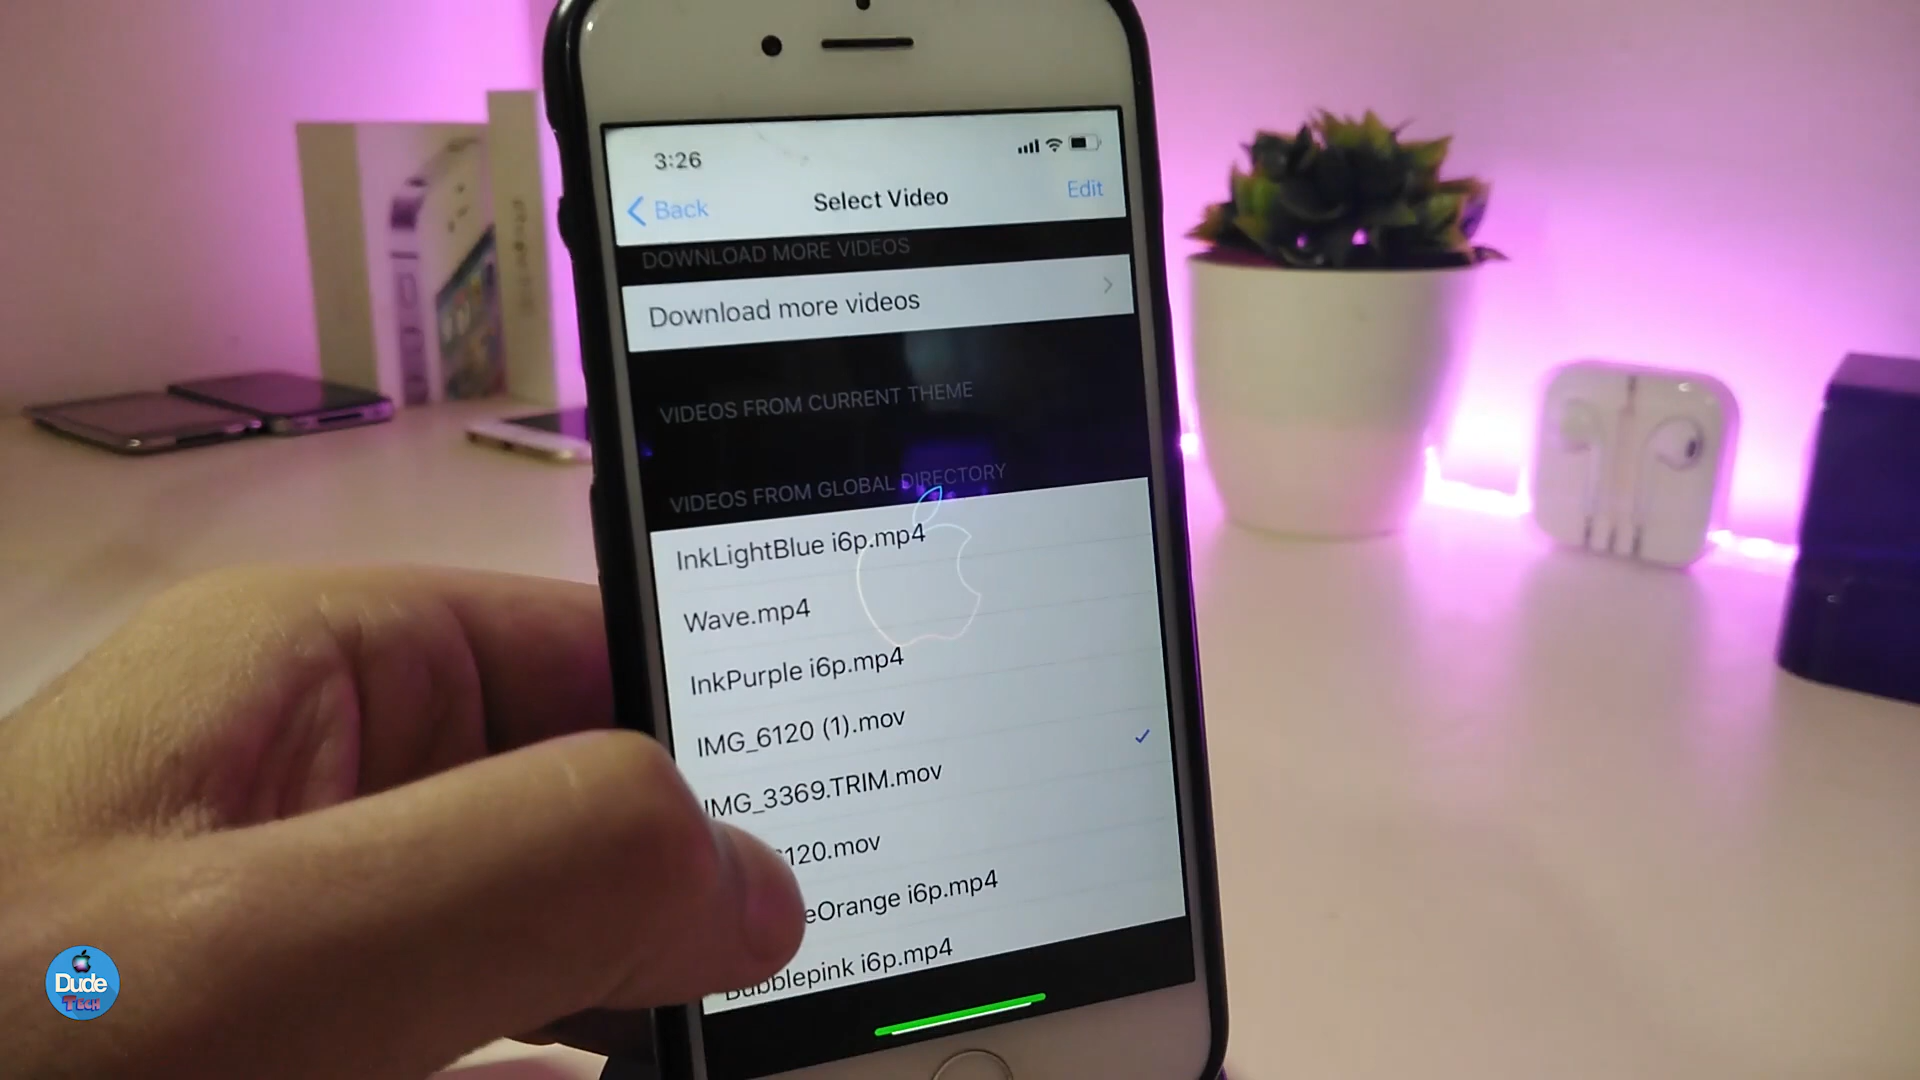 3:26
Back
Select Video
Edit
DOWNLOAD MORE VIDEOS
Download more videos
VIDEOS FROM CURRENT THEME
VIDEOS FROM GLOBAL DIRECTORY
InkLightBlue i6p.mp4
Wave.mp4
InkPurple i6p.mp4
IMG_6120 (1).mov
IMG_3369.TRIM.mov
120.mov
eOrange i6p.mp4
Bubblepink i6p.mp4
Dude
TECH